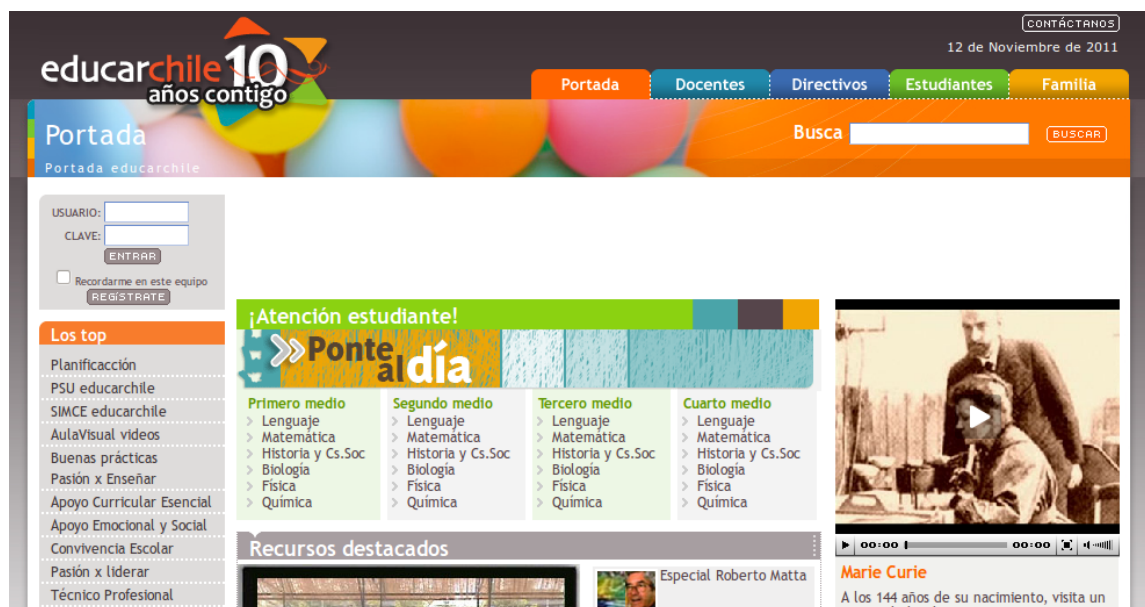 CONTÁCTANOS
12 de Noviembre de 2011
educarchile 10
años contigo
Portada
Docentes
Directivos
Estudiantes
Familia
Portada
Busca
BUSCAR
Portada educarchile
USUARIO:
CLAVE:
ENTRAR
Recordarme en este equipo
REGÍSTRATE
Los top
Planificacción
PSU educarchile
SIMCE educarchile
AulaVisual videos
Buenas prácticas
Pasión x Enseñar
Apoyo Curricular Esencial
Apoyo Emocional y Social
Convivencia Escolar
Pasión x liderar
Técnico Profesional
¡Atención estudiante!
Ponte
al día
Primero medio
> Lenguaje
> Matemática
> Historia y Cs.Soc
> Biología
> Física
> Química
Segundo medio
> Lenguaje
> Matemática
> Historia y Cs.Soc
> Biología
> Física
> Química
Tercero medio
> Lenguaje
> Matemática
> Historia y Cs.Soc
> Biología
> Física
> Química
Cuarto medio
> Lenguaje
> Matemática
> Historia y Cs.Soc
> Biología
> Física
> Química
Recursos destacados
Especial Roberto Matta
00:00
00:00
Marie Curie
A los 144 años de su nacimiento, visita un